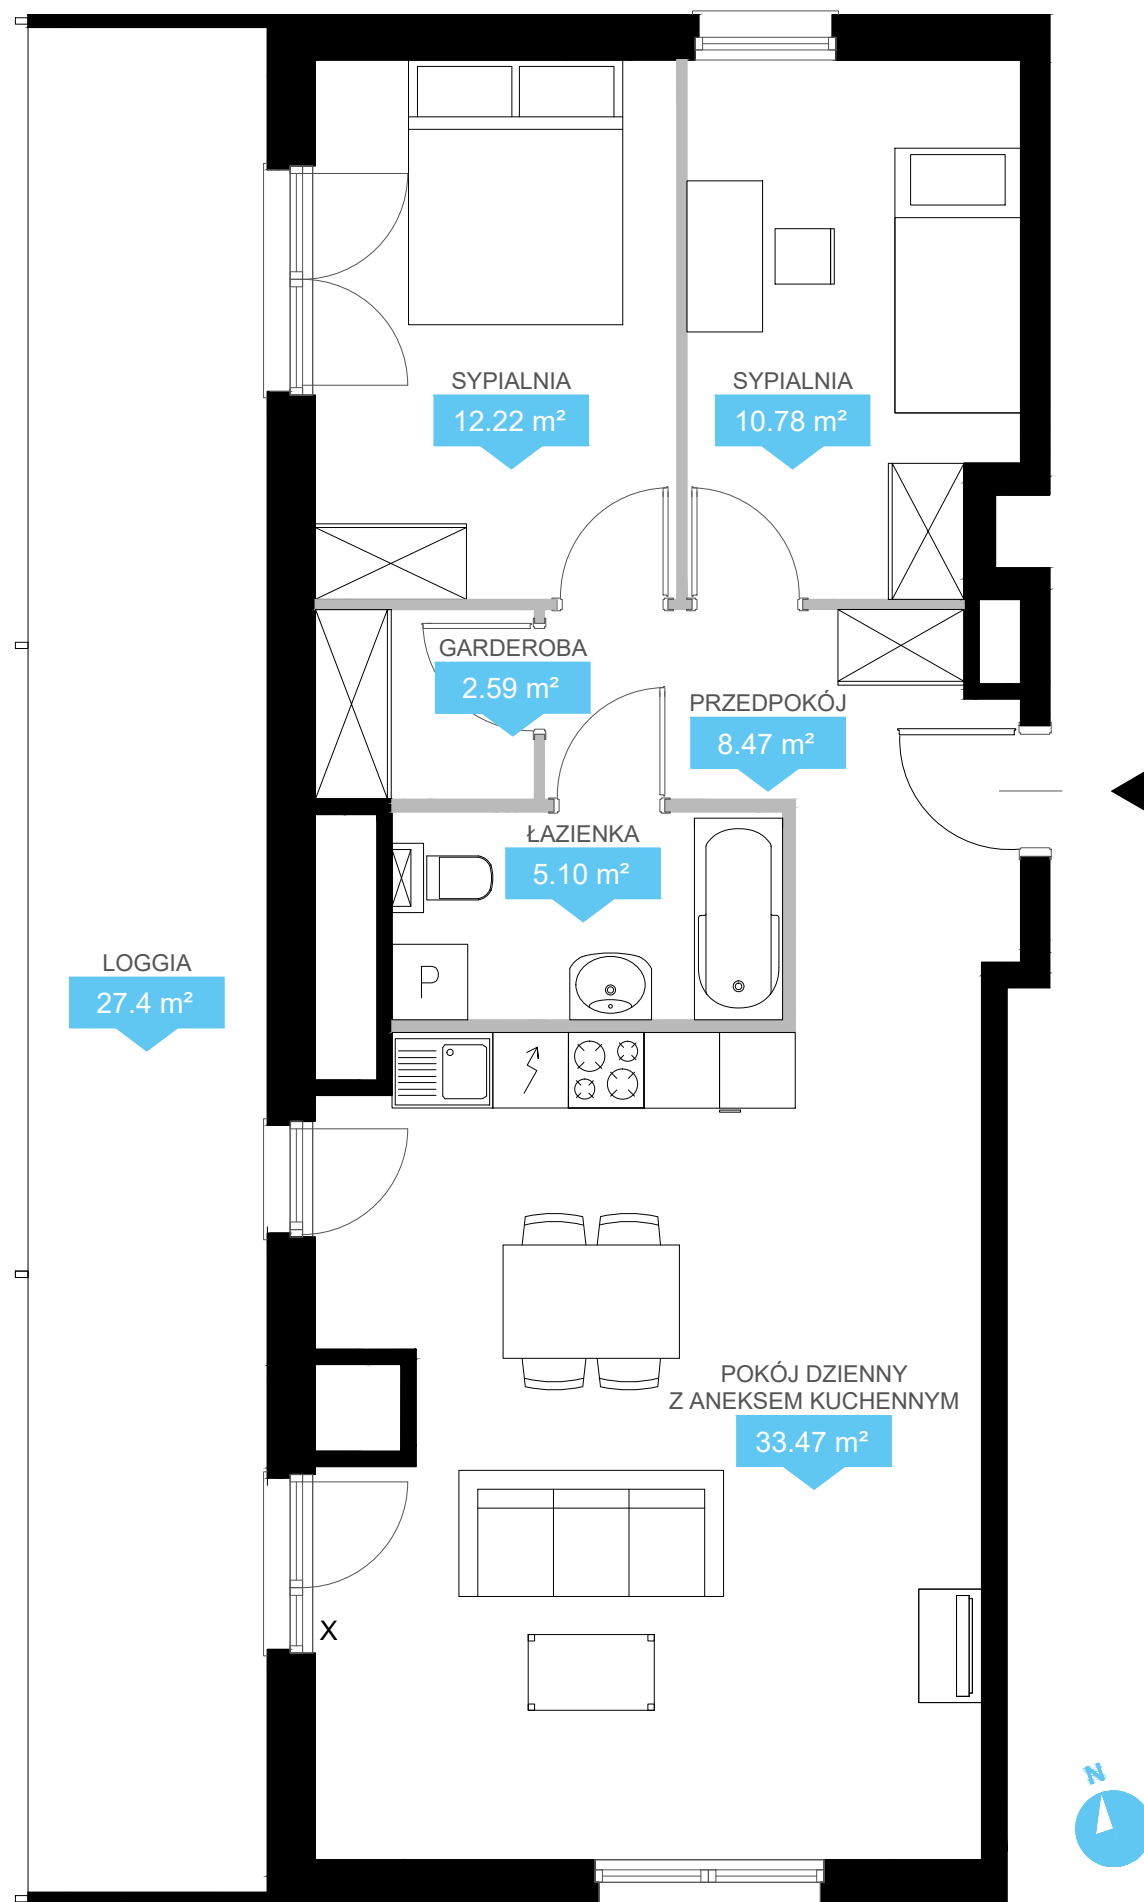 SYPIALNIA
12.22 m²
SYPIALNIA
10.78 m²
GARDEROBA
2.59 m²
PRZEDPOKÓJ
8.47 m²
ŁAZIENKA
5.10 m²
P
LOGGIA
27.4 m²
POKÓJ DZIENNY
Z ANEKSEM KUCHENNYM
33.47 m²
X
N